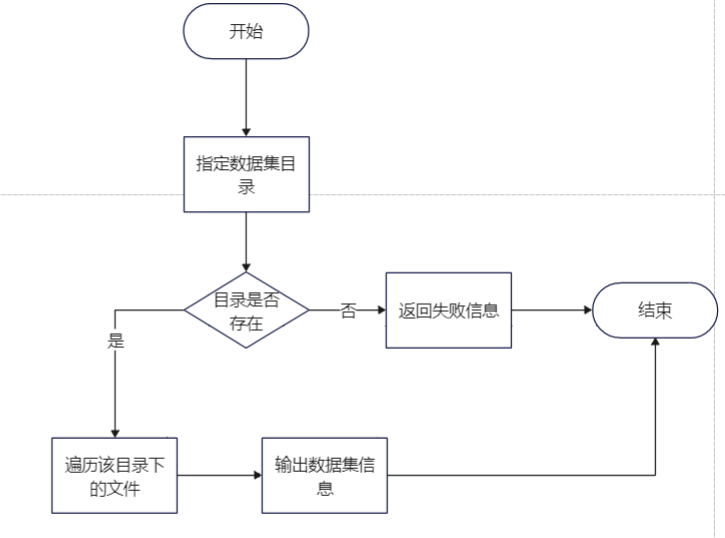 开始
指定数据集目
录
目录是否
存在
否
返回失败信息
结束
是
遍历该目录下
的文件
输出数据集信
息